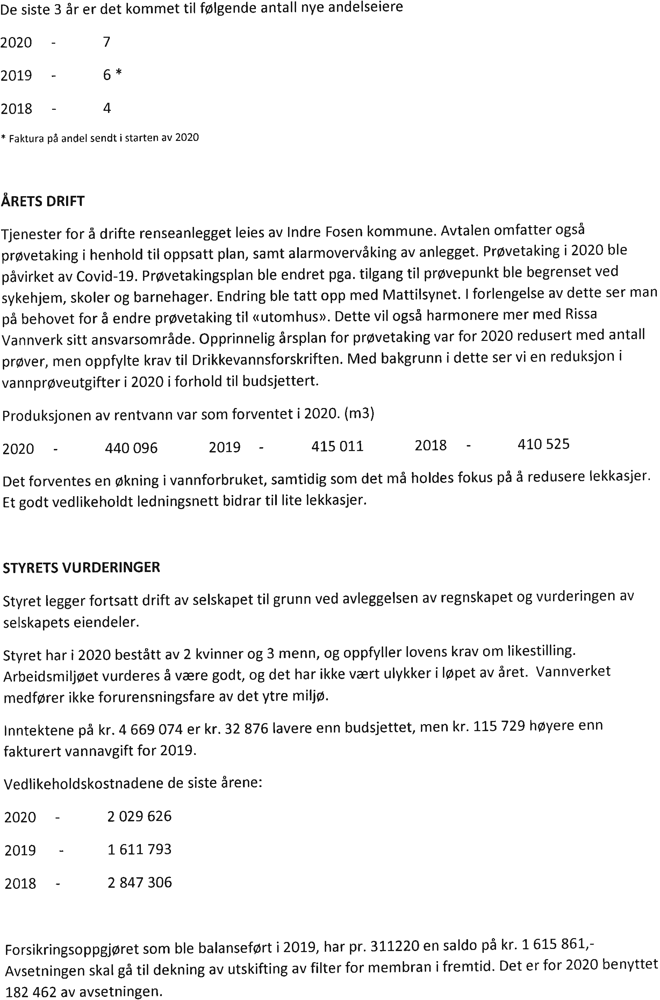 De siste 3 år er det kommet til følgende antall nye andelseiere
2020 - 7
2019 - 6 *
2018 - 4
* Faktura på andel sendt i starten av 2020
ÅRETS DRIFT
Tjenester for å drifte renseanlegget leies av Indre Fosen kommune. Avtalen omfatter også
prøvetaking i henhold til oppsatt plan, samt alarmovervåking av anlegget. Prøvetaking i 2020 ble
påvirket av Covid-19. Prøvetakingsplan ble endret pga. tilgang til prøvepunkt ble begrenset ved
sykehjem, skoler og barnehager. Endring ble tatt opp med Mattilsynet. I forlengelse av dette ser man
på behovet for å endre prøvetaking til «utomhus». Dette vil også harmonere mer med Rissa
Vannverk sitt ansvarsområde. Opprinnelig årsplan for prøvetaking var for 2020 redusert med antall
prøver, men oppfylte krav til Drikkevannsforskriften. Med bakgrunn i dette ser vi en reduksjon i
vannprøveutgifter i 2020 i forhold til budsjettert.
Produksjonen av rentvann var som forventet i 2020. (m3)
2020 - 440 096 2019 - 415 011 2018 - 410 525
Det forventes en økning i vannforbruket, samtidig som det må holdes fokus på å redusere lekkasjer.
Et godt vedlikeholdt ledningsnett bidrar til lite lekkasjer.
STYRETS VURDERINGER
Styret legger fortsatt drift av selskapet til grunn ved avleggelsen av regnskapet og vurderingen av
selskapets eiendeler.
Styret har i 2020 bestått av 2 kvinner og 3 menn, og oppfyller lovens krav om likestilling.
Arbeidsmiljøet vurderes å være godt, og det har ikke vært ulykker i løpet av året. Vannverket
medfører ikke forurensningsfare av det ytre miljø.
Inntektene på kr. 4 669 074 er kr. 32 876 lavere enn budsjettet, men kr. 115 729 høyere enn
fakturert vannavgift for 2019.
Vedlikeholdskostnadene de siste årene:
2020 - 2 029 626
2019 - 1 611 793
2018 - 2 847 306
Forsikringsoppgjøret som ble balanseført i 2019, har pr. 311220 en saldo på kr. 1 615 861,-
Avsetningen skal gå til dekning av utskifting av filter for membran i fremtid. Det er for 2020 benyttet
182 462 av avsetningen.